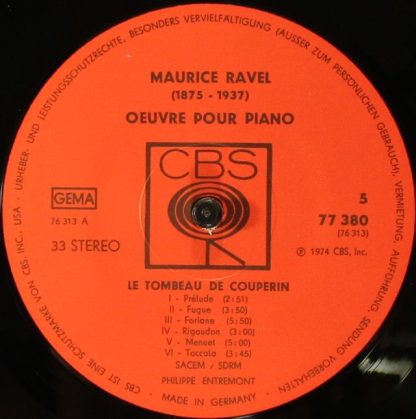 URHEBER- UND LEISTUNGSSCHUTZRECHTE, BESONDERS VERVIELFÄLTIGUNG (AUSSER ZUM PERSÖNLICHEN GEBRAUCH), VERMIETUNG, AUFFÜHRUNG, SENDUNG VORBEHALTEN ·
MAURICE RAVEL
(1875 - 1937)
OEUVRE POUR PIANO
CBS
GEMA
76 313 A
33 STEREO
5
77 380
(76 313)
℗ 1974 CBS, Inc.
LE TOMBEAU DE COUPERIN
I - Prélude (2:51)
II - Fugue (3:50)
III - Forlane (5:50)
IV - Rigaudon (3:00)
V - Menuet (5:00)
VI - Toccata (3:45)
SACEM / SDRM
PHILIPPE ENTREMONT
· MADE IN GERMANY ·
CBS IST EINE SCHUTZMARKE VON CBS, INC., USA ·